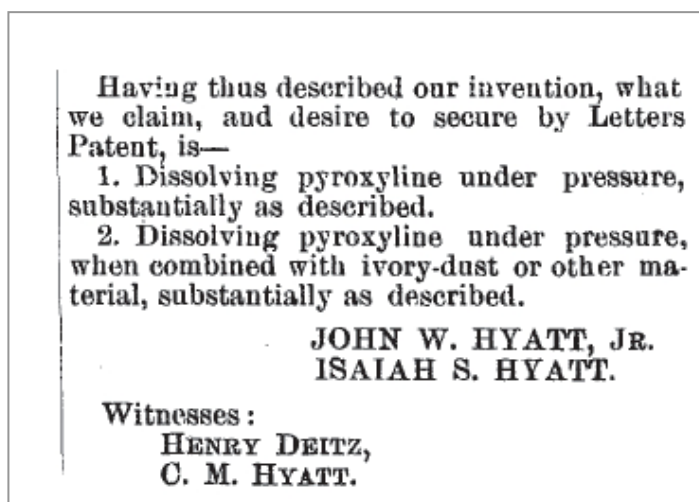 Having thus described our invention, what
we claim, and desire to secure by Letters
Patent, is—
1. Dissolving pyroxyline under pressure,
substantially as described.
2. Dissolving pyroxyline under pressure,
when combined with ivory-dust or other ma-
terial, substantially as described.
JOHN W. HYATT, JR.
ISAIAH S. HYATT.
Witnesses:
HENRY DEITZ,
C. M. HYATT.